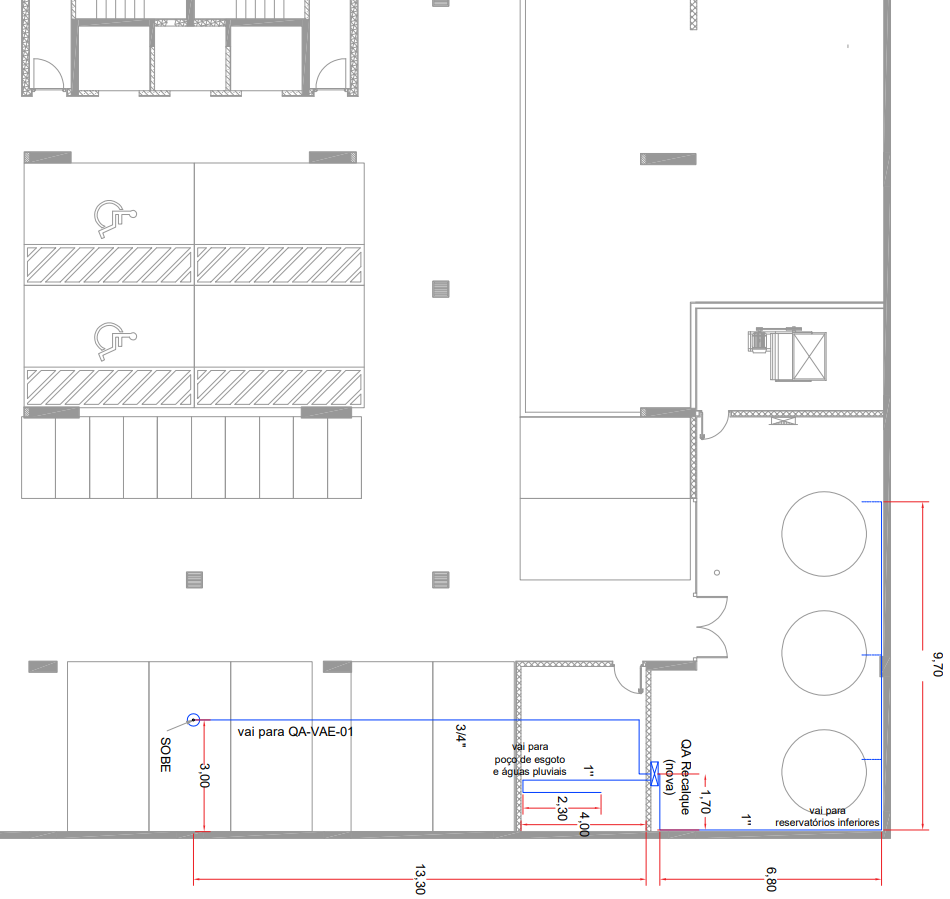 9,70
vai para QA-VAE-01
SOBE
3,00
3/4"
vai para
poço de esgoto
e águas pluviais
1"
2,30
4,00
QA Recalque
(nova)
1,70
1"
vai para
reservatórios inferiores
13,30
6,80